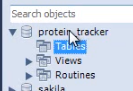 Search objects
protein_tracker
Tables
Views
Routines
sakila